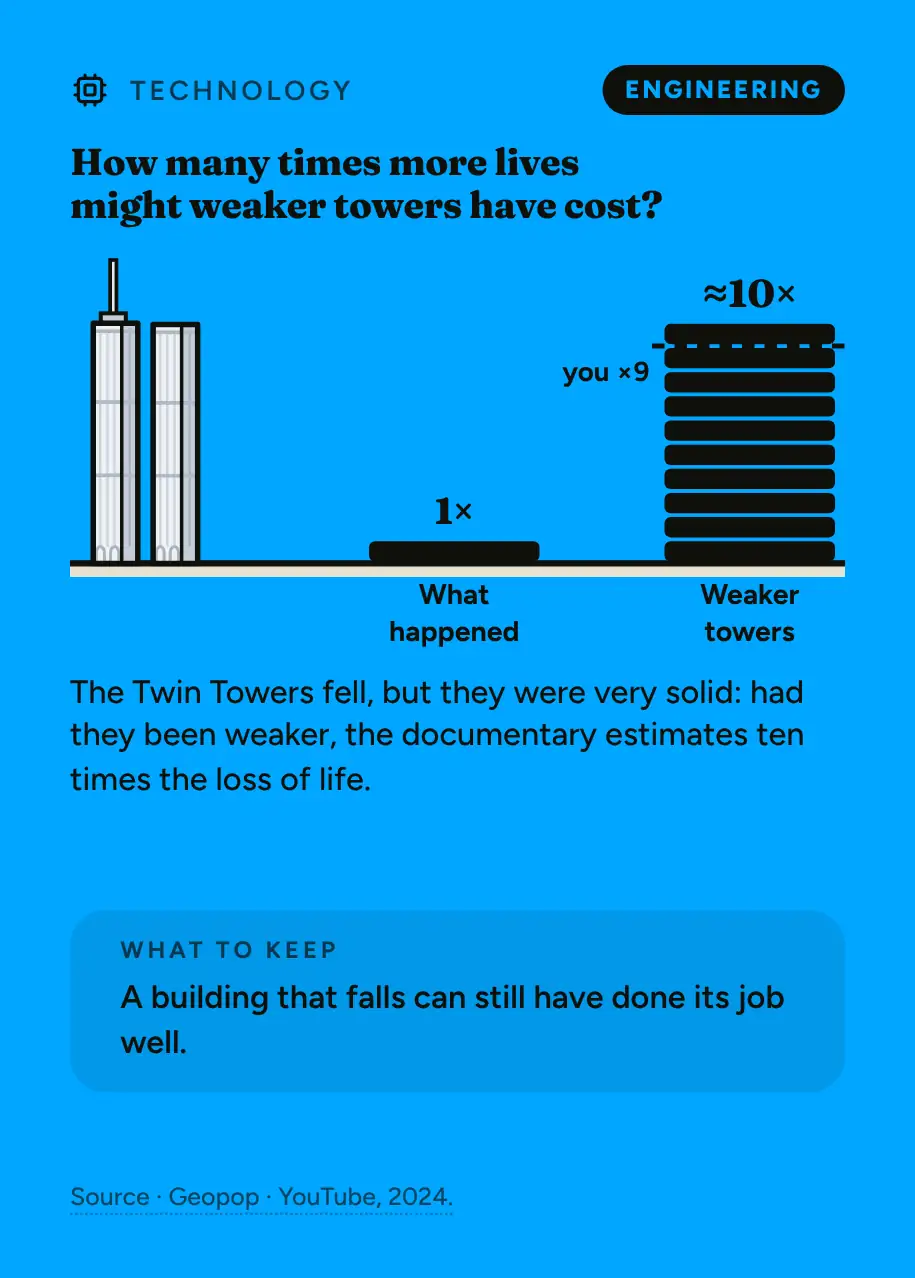 TECHNOLOGY
ENGINEERING
How many times more lives
might weaker towers have cost?
≈10×
you ×9
1×
What
happened
Weaker
towers
The Twin Towers fell, but they were very solid: had
they been weaker, the documentary estimates ten
times the loss of life.
WHAT TO KEEP
A building that falls can still have done its job
well.
Source · Geopop · YouTube, 2024.